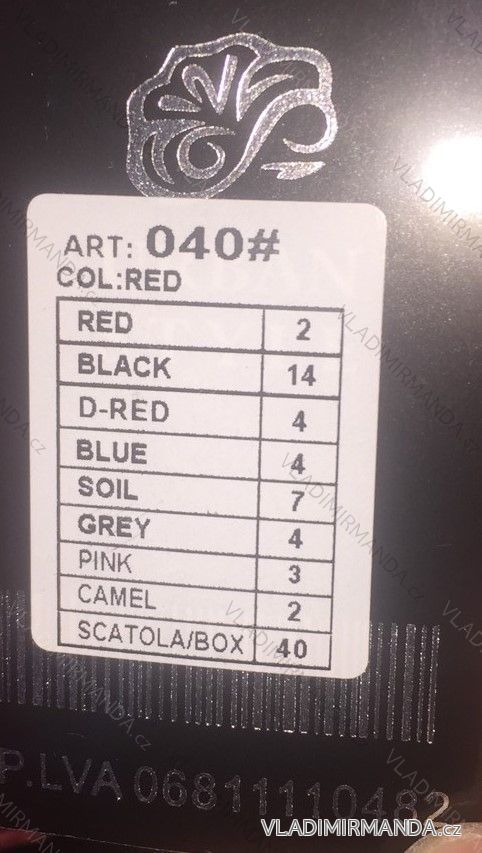 ART: 040#
COL:RED
RED 2
BLACK 14
D-RED 4
BLUE 4
SOIL 7
GREY 4
PINK 3
CAMEL 2
SCATOLA/BOX 40
P.LVA 06811110482
VLADIMIRMANDA.cz